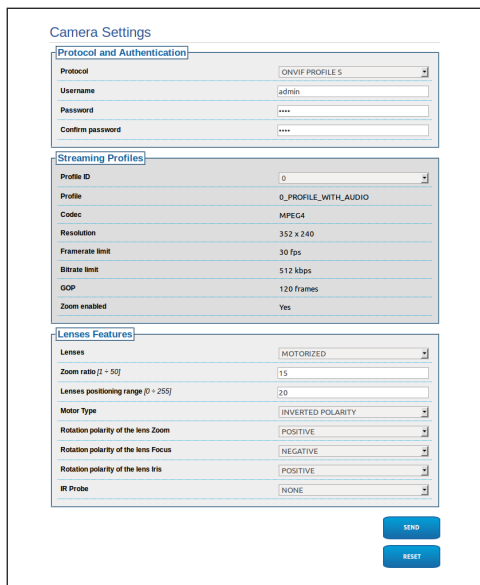 Camera Settings
Protocol and Authentication
Protocol ONVIF PROFILE S
Username admin
Password ••••
Confirm password ••••
Streaming Profiles
Profile ID 0
Profile 0_PROFILE_WITH_AUDIO
Codec MPEG4
Resolution 352 x 240
Framerate limit 30 fps
Bitrate limit 512 kbps
GOP 120 frames
Zoom enabled Yes
Lenses Features
Lenses MOTORIZED
Zoom ratio [1 ÷ 50] 15
Lenses positioning range [0 ÷ 255] 20
Motor Type INVERTED POLARITY
Rotation polarity of the lens Zoom POSITIVE
Rotation polarity of the lens Focus NEGATIVE
Rotation polarity of the lens Iris POSITIVE
IR Probe NONE
SEND
RESET